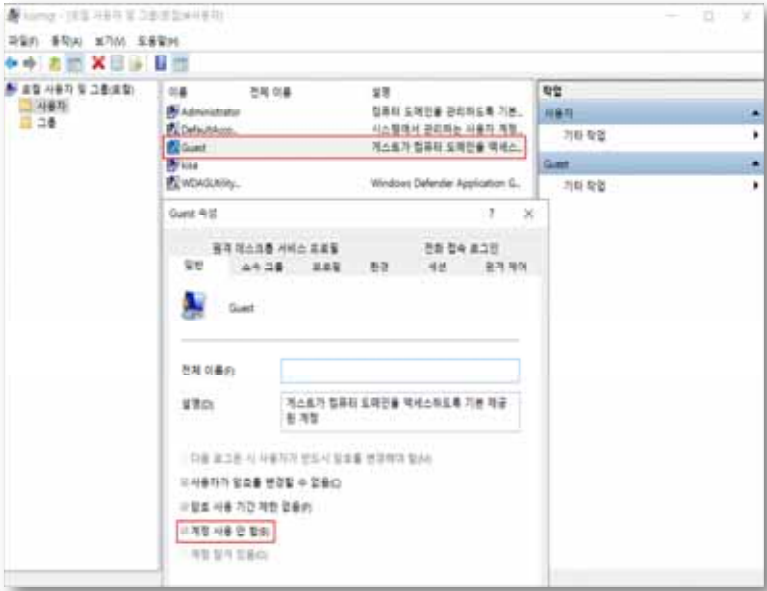 lusrmgr - [로컬 사용자 및 그룹(로컬)\사용자]
파일(F) 동작(A) 보기(V) 도움말(H)
로컬 사용자 및 그룹(로컬)
사용자
그룹
이름 전체 이름 설명
Administrator 컴퓨터 도메인을 관리하도록 기본..
DefaultAcco.. 시스템에서 관리하는 사용자 계정..
Guest 게스트가 컴퓨터 도메인을 액세스..
kisa
WDAGUtility.. Windows Defender Application G..
작업
사용자
기타 작업
Guest
기타 작업
Guest 속성 ? ×
원격 데스크톱 서비스 프로필 전화 접속 로그인
일반 소속 그룹 프로필 환경 세션 원격 제어
Guest
전체 이름(F)
설명(D)
게스트가 컴퓨터 도메인을 액세스하도록 기본 제공
된 계정
다음 로그온 시 사용자가 반드시 암호를 변경해야 함(M)
사용자가 암호를 변경할 수 없음(C)
암호 사용 기간 제한 없음(P)
계정 사용 안 함(B)
계정 잠겨 있음(O)